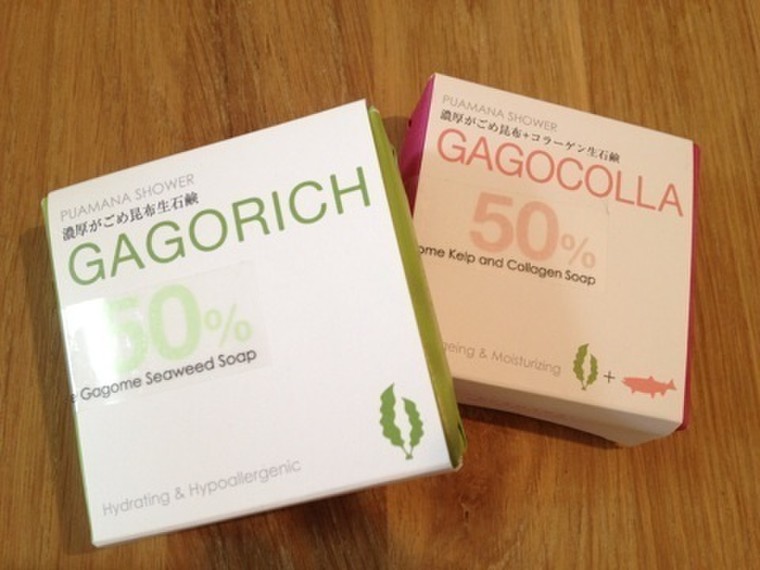 PUAMANA SHOWER
濃厚がごめ昆布生石鹸
GAGORICH
50%
Gagome Seaweed Soap
Hydrating & Hypoallergenic
PUAMANA SHOWER
濃厚がごめ昆布+コラーゲン生石鹸
GAGOCOLLA
50%
Kelp and Collagen Soap
& Moisturizing
+